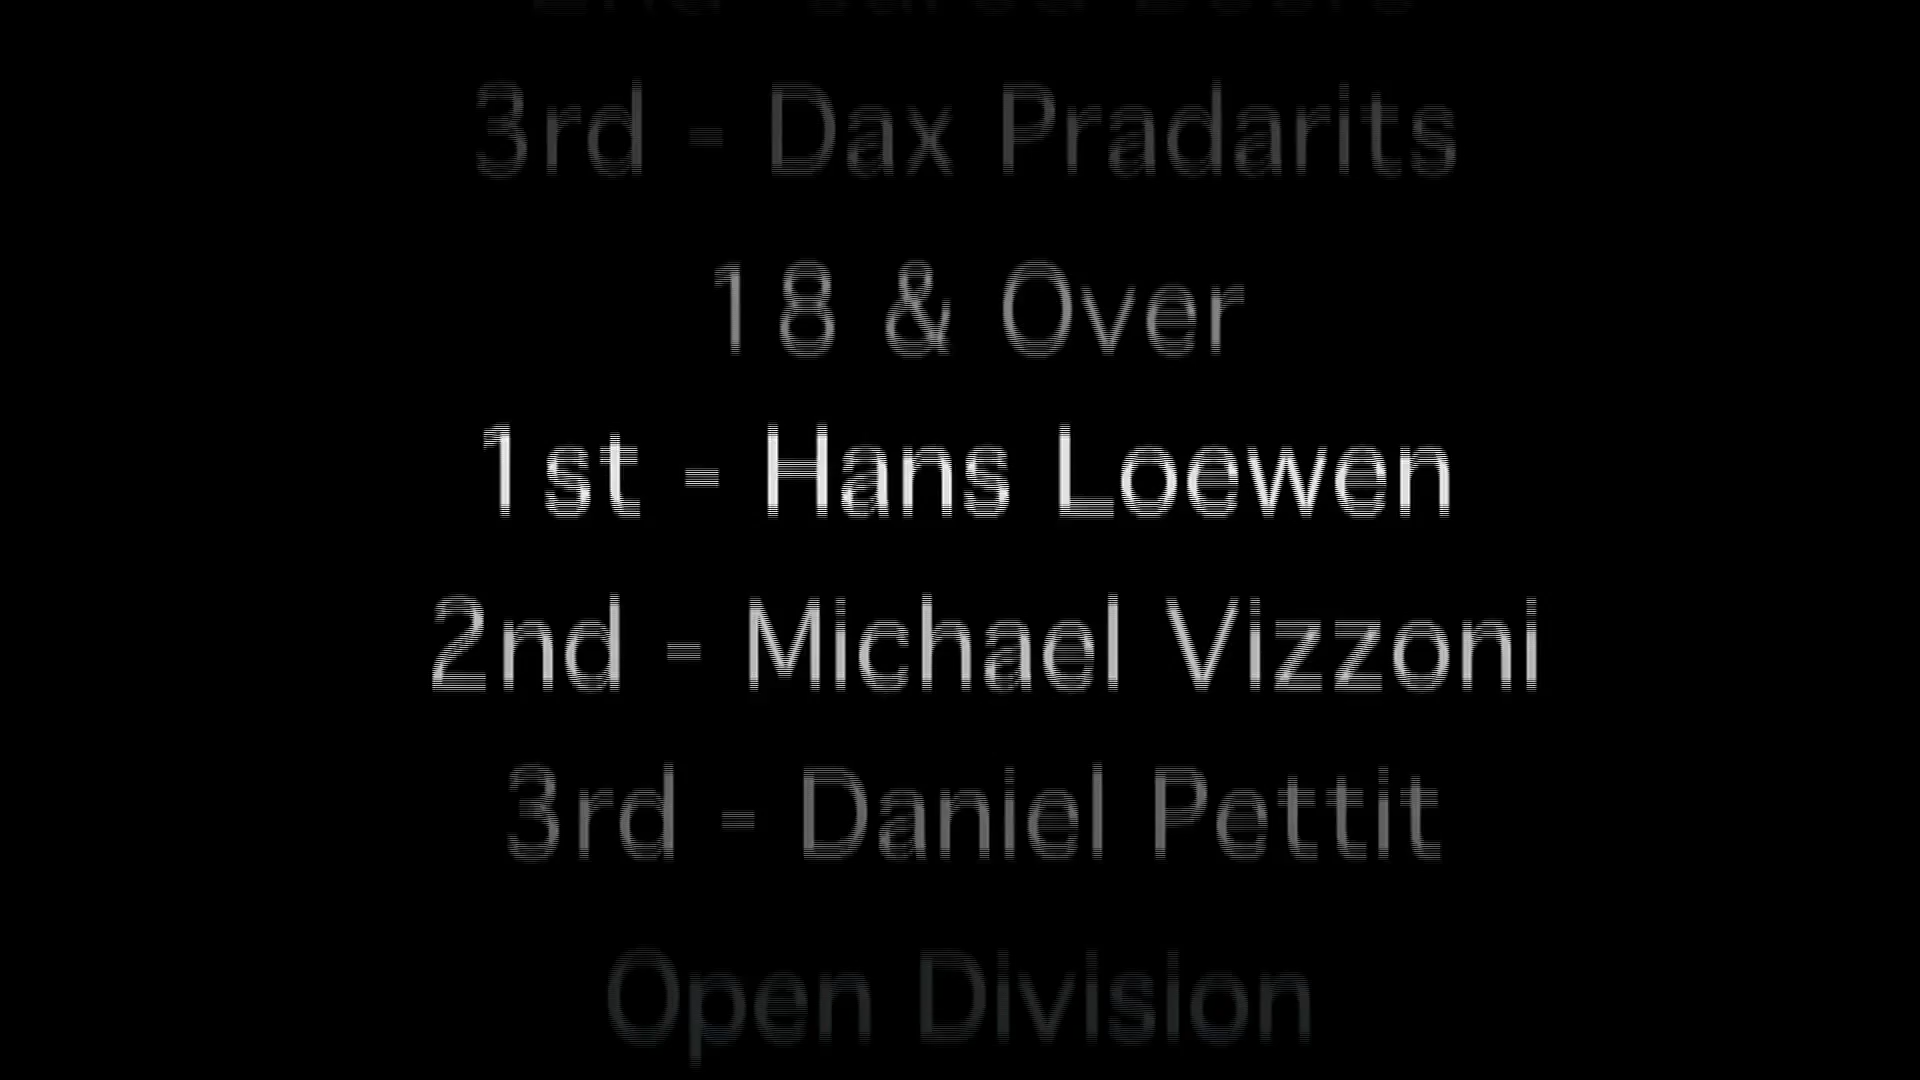 3rd - Dax Pradarits
18 & Over
1st - Hans Loewen
2nd - Michael Vizzoni
3rd - Daniel Pettit
Open Division